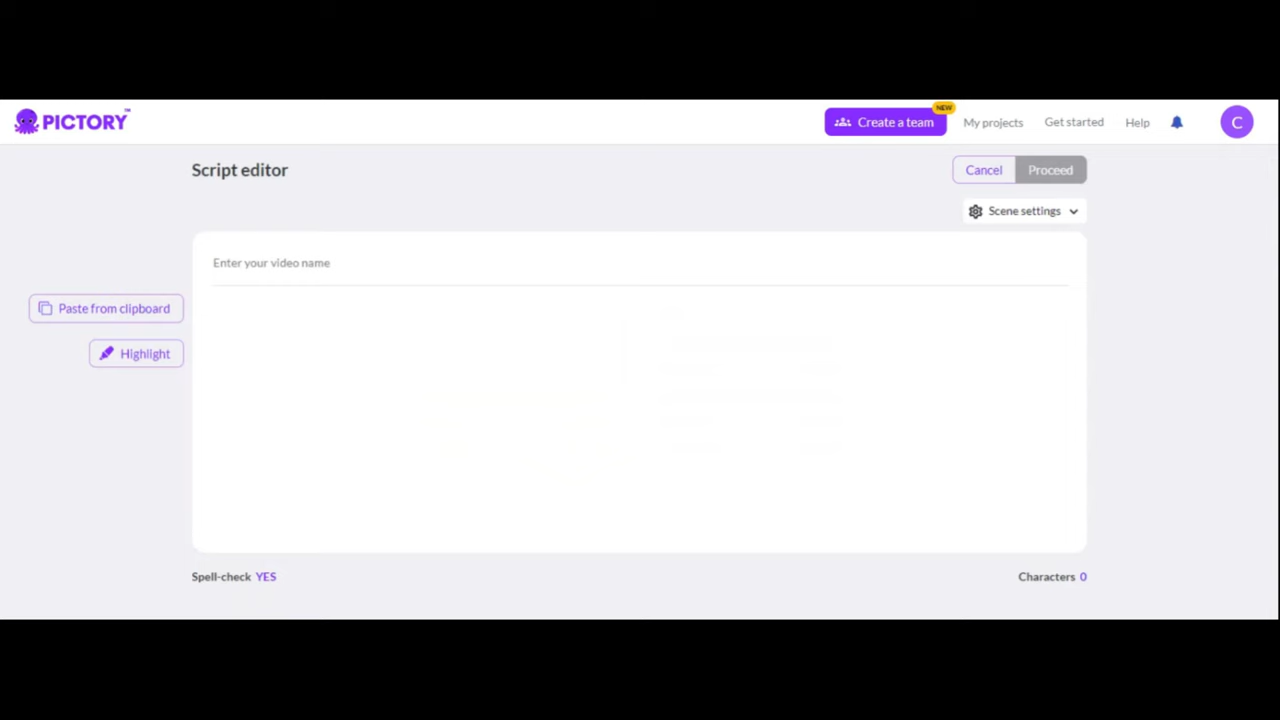 PICTORY™
NEW
Create a team
My projects
Get started
Help
C
Script editor
Cancel
Proceed
Scene settings
Enter your video name
Paste from clipboard
Highlight
Spell-check YES
Characters 0